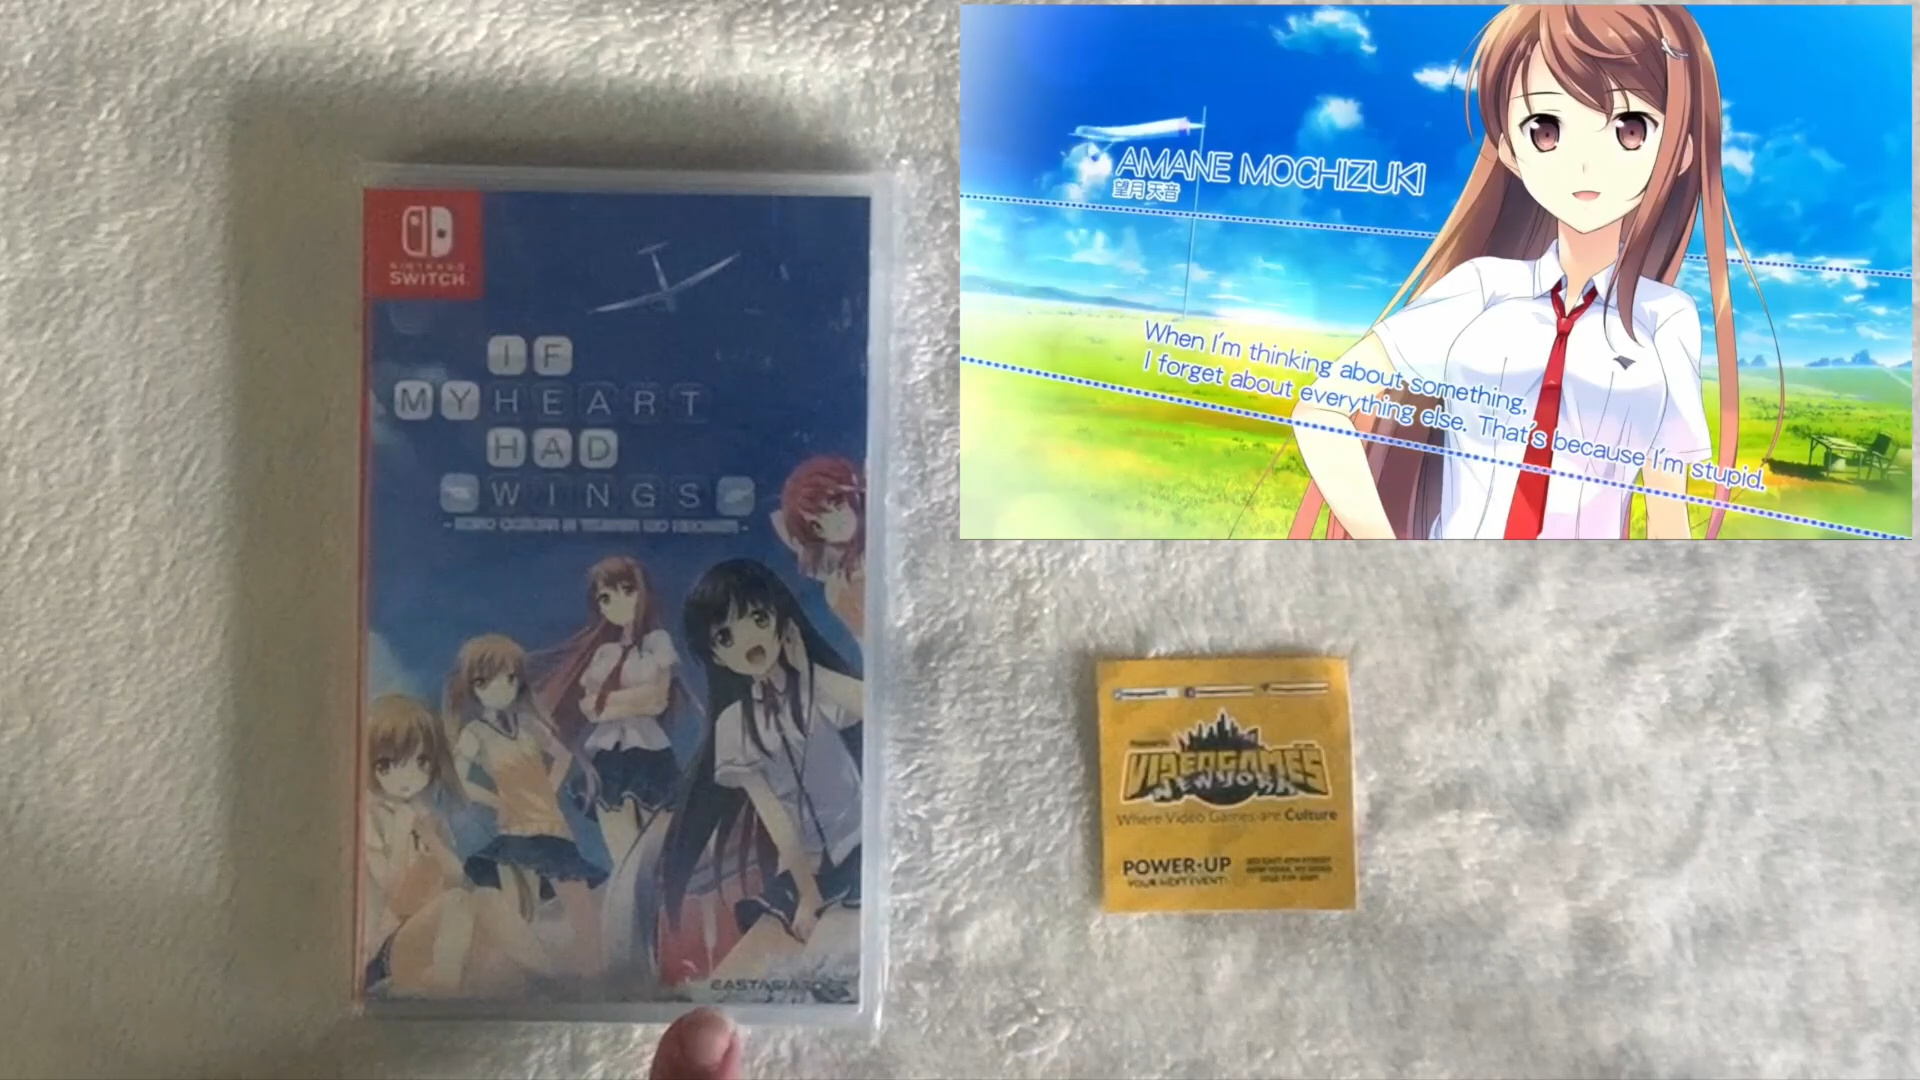 NINTENDO
SWITCH
IF
MY HEART
HAD
WINGS
EASTASIASOFT
AMANE MOCHIZUKI
望月 天音
When I'm thinking about something,
I forget about everything else. That's because I'm stupid.
VIDEOGAMES
NEW YORK
Where Video Games are Culture
POWER-UP
YOUR NEXT EVENT!